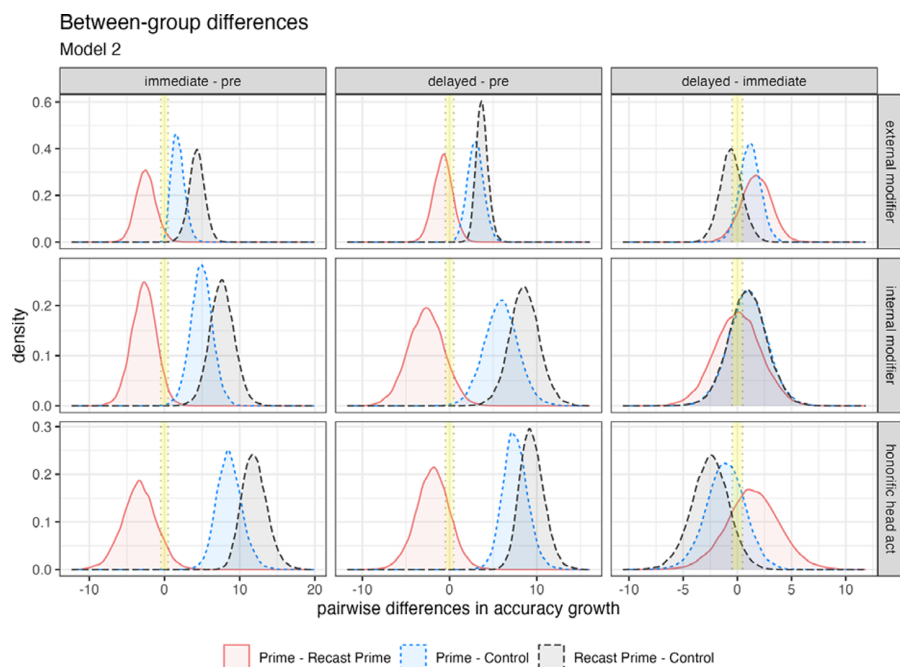 Between-group differences
Model 2
immediate - pre
delayed - pre
delayed - immediate
0.6
0.4
0.2
0.0
external modifier
0.2
0.1
0.0
internal modifier
0.3
0.2
0.1
0.0
honorific head act
density
-10 0 10 20
-10 0 10
-10 -5 0 5 10
pairwise differences in accuracy growth
Prime - Recast Prime
Prime - Control
Recast Prime - Control